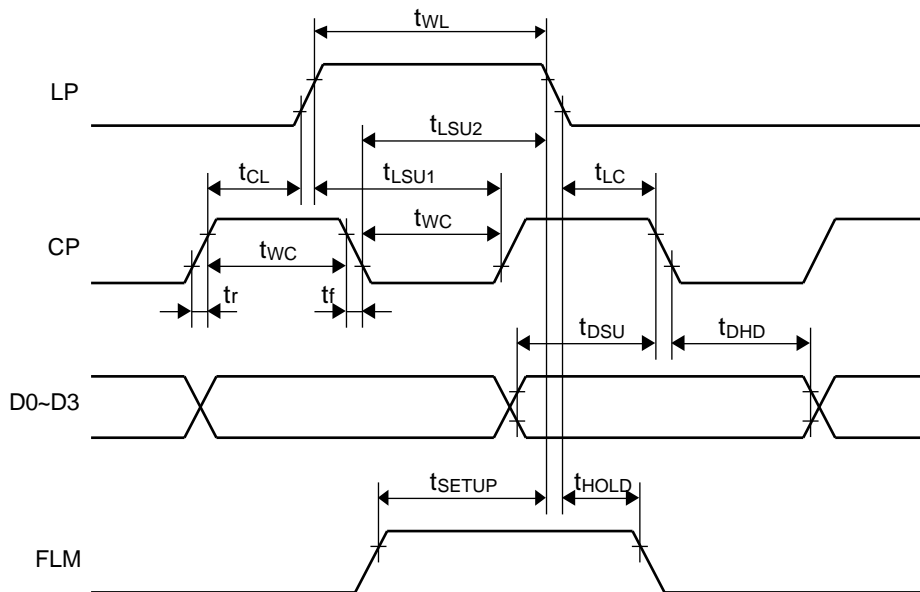 tWL
LP
tLSU2
tCL tLSU1 tLC
tWC
CP
tWC
tr tf
tDSU tDHD
D0~D3
tSETUP tHOLD
FLM